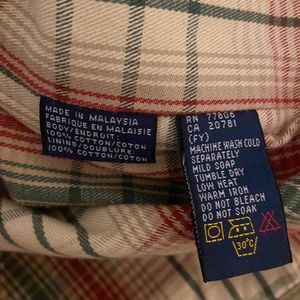 MADE IN MALAYSIA
FABRIQUE EN MALAISIE
BODY/ENDROIT:
100% COTTON/COTON
LINING/DOUBLURE:
100% COTTON/COTON
RN 77806
CA 20781
(FY)
MACHINE WASH COLD
SEPARATELY
MILD SOAP
TUMBLE DRY
LOW HEAT
WARM IRON
DO NOT BLEACH
DO NOT SOAK
30°C